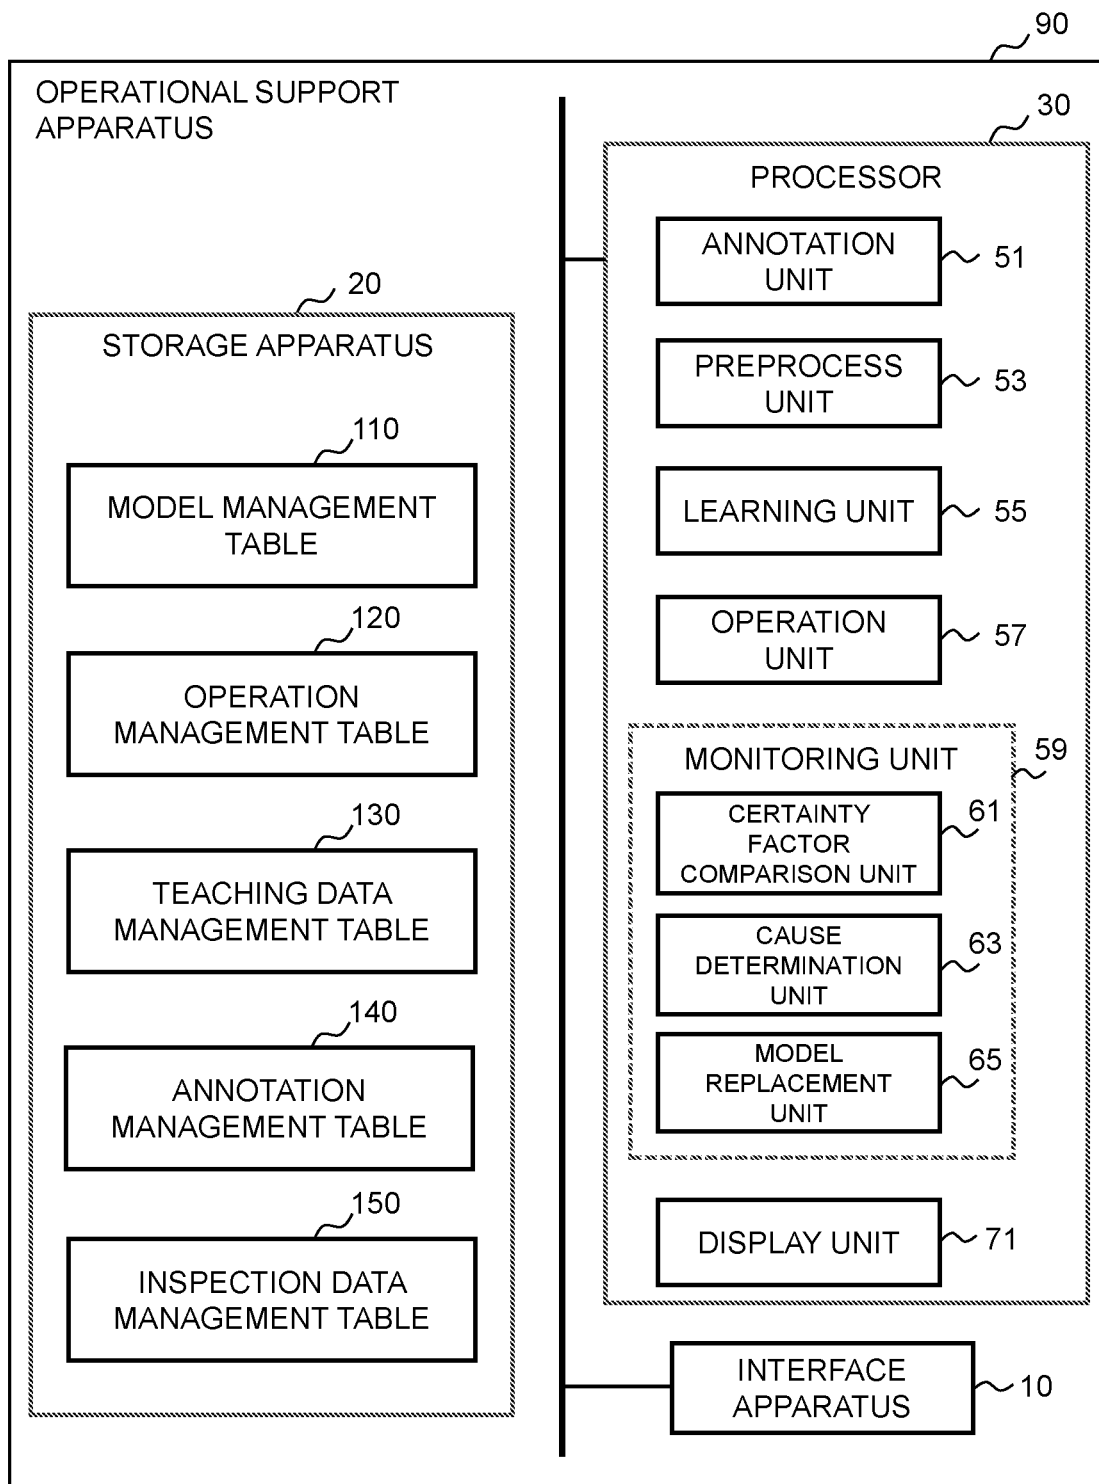 90
OPERATIONAL SUPPORT
APPARATUS
30
PROCESSOR
ANNOTATION
UNIT
51
PREPROCESS
UNIT
53
LEARNING UNIT
55
OPERATION
UNIT
57
MONITORING UNIT
59
CERTAINTY
FACTOR
COMPARISON UNIT
61
CAUSE
DETERMINATION
UNIT
63
MODEL
REPLACEMENT
UNIT
65
DISPLAY UNIT
71
20
STORAGE APPARATUS
110
MODEL MANAGEMENT
TABLE
120
OPERATION
MANAGEMENT TABLE
130
TEACHING DATA
MANAGEMENT TABLE
140
ANNOTATION
MANAGEMENT TABLE
150
INSPECTION DATA
MANAGEMENT TABLE
INTERFACE
APPARATUS
10